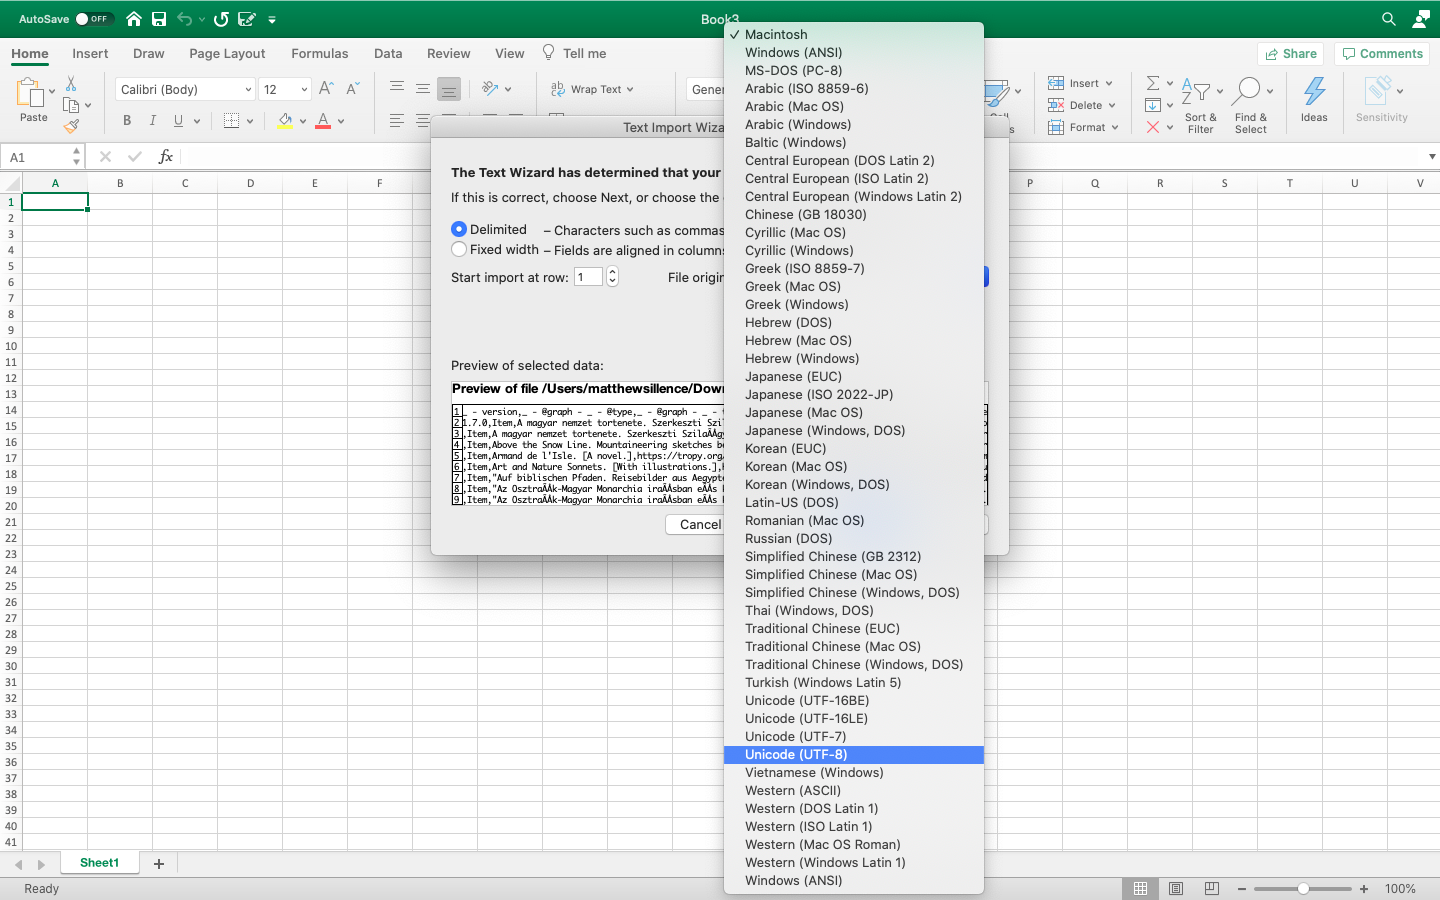 AutoSave OFF
Book3
Home Insert Draw Page Layout Formulas Data Review View Tell me
Share Comments
Paste
Calibri (Body) 12
Wrap Text
Gener
B I U
A A
Insert
Delete
Format
Sort & Filter
Find & Select
Ideas
Sensitivity
A1
fx
A B C D E F P Q R S T U V
1
2
3
4
5
6
7
8
9
10
11
12
13
14
15
16
17
18
19
20
21
22
23
24
25
26
27
28
29
30
31
32
33
34
35
36
37
38
39
40
41
Text Import Wiza
The Text Wizard has determined that your
If this is correct, choose Next, or choose the
Delimited – Characters such as commas
Fixed width – Fields are aligned in columns
Start import at row: 1 File origin
Preview of selected data:
Preview of file /Users/matthewsillence/Down
1 _ - version,_ - @graph - _ - @type,_ - @graph - _ -
2 1.7.0,Item,A magyar nemzet tortenete. Szerkeszti Szil
3 ,Item,A magyar nemzet tortenete. Szerkeszti
4 ,Item,Above the Snow Line. Mountaineering sketches be
5 ,Item,Armand de l'Isle. [A novel.],https://tropy.org
6 ,Item,Art and Nature Sonnets. [With illustrations.],
7 ,Item,"Auf biblischen Pfaden. Reisebilder aus Aegypte
8 ,Item,"Az
9 ,Item,"Az
Cancel
✓ Macintosh
Windows (ANSI)
MS-DOS (PC-8)
Arabic (ISO 8859-6)
Arabic (Mac OS)
Arabic (Windows)
Baltic (Windows)
Central European (DOS Latin 2)
Central European (ISO Latin 2)
Central European (Windows Latin 2)
Chinese (GB 18030)
Cyrillic (Mac OS)
Cyrillic (Windows)
Greek (ISO 8859-7)
Greek (Mac OS)
Greek (Windows)
Hebrew (DOS)
Hebrew (Mac OS)
Hebrew (Windows)
Japanese (EUC)
Japanese (ISO 2022-JP)
Japanese (Mac OS)
Japanese (Windows, DOS)
Korean (EUC)
Korean (Mac OS)
Korean (Windows, DOS)
Latin-US (DOS)
Romanian (Mac OS)
Russian (DOS)
Simplified Chinese (GB 2312)
Simplified Chinese (Mac OS)
Simplified Chinese (Windows, DOS)
Thai (Windows, DOS)
Traditional Chinese (EUC)
Traditional Chinese (Mac OS)
Traditional Chinese (Windows, DOS)
Turkish (Windows Latin 5)
Unicode (UTF-16BE)
Unicode (UTF-16LE)
Unicode (UTF-7)
Unicode (UTF-8)
Vietnamese (Windows)
Western (ASCII)
Western (DOS Latin 1)
Western (ISO Latin 1)
Western (Mac OS Roman)
Western (Windows Latin 1)
Windows (ANSI)
Sheet1 +
Ready
100%